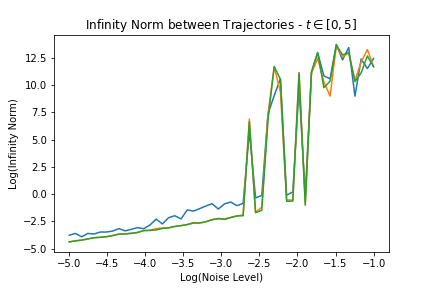 Infinity Norm between Trajectories - t ∈ [0, 5]
Log(Infinity Norm)
12.5
10.0
7.5
5.0
2.5
0.0
−2.5
−5.0
−5.0 −4.5 −4.0 −3.5 −3.0 −2.5 −2.0 −1.5 −1.0
Log(Noise Level)